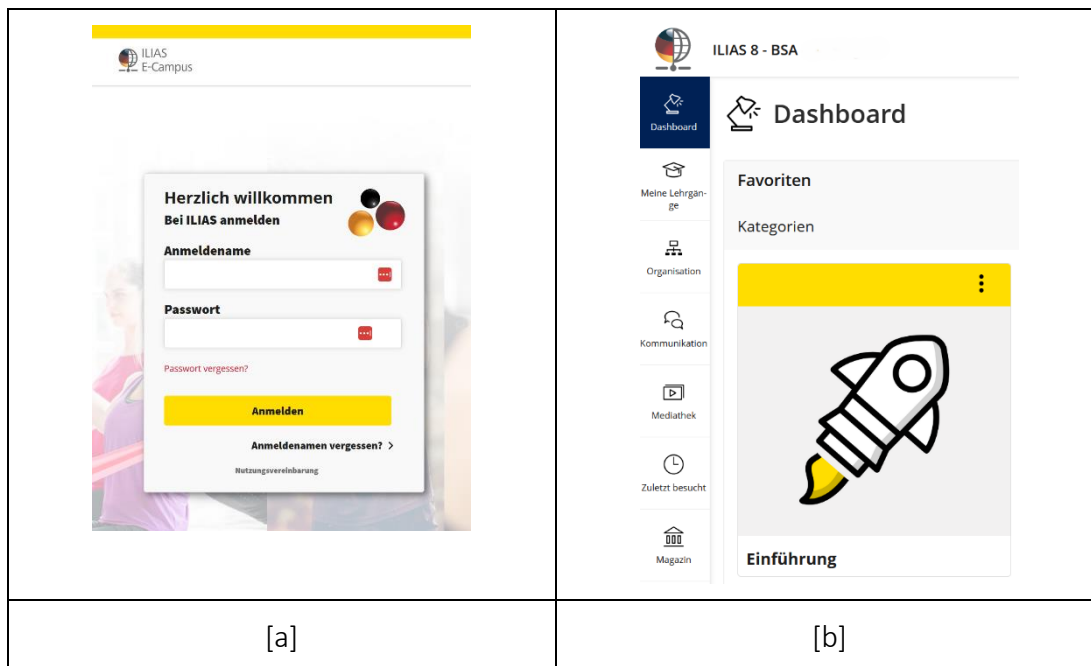 ILIAS
E-Campus
Herzlich willkommen
Bei ILIAS anmelden
Anmeldename
Passwort
Passwort vergessen?
Anmelden
Anmeldenamen vergessen? >
Nutzungsvereinbarung
[a]
ILIAS 8 - BSA
Dashboard
Dashboard
Meine Lehrgän-
ge
Organisation
Kommunikation
Mediathek
Zuletzt besucht
Magazin
Favoriten
Kategorien
Einführung
[b]